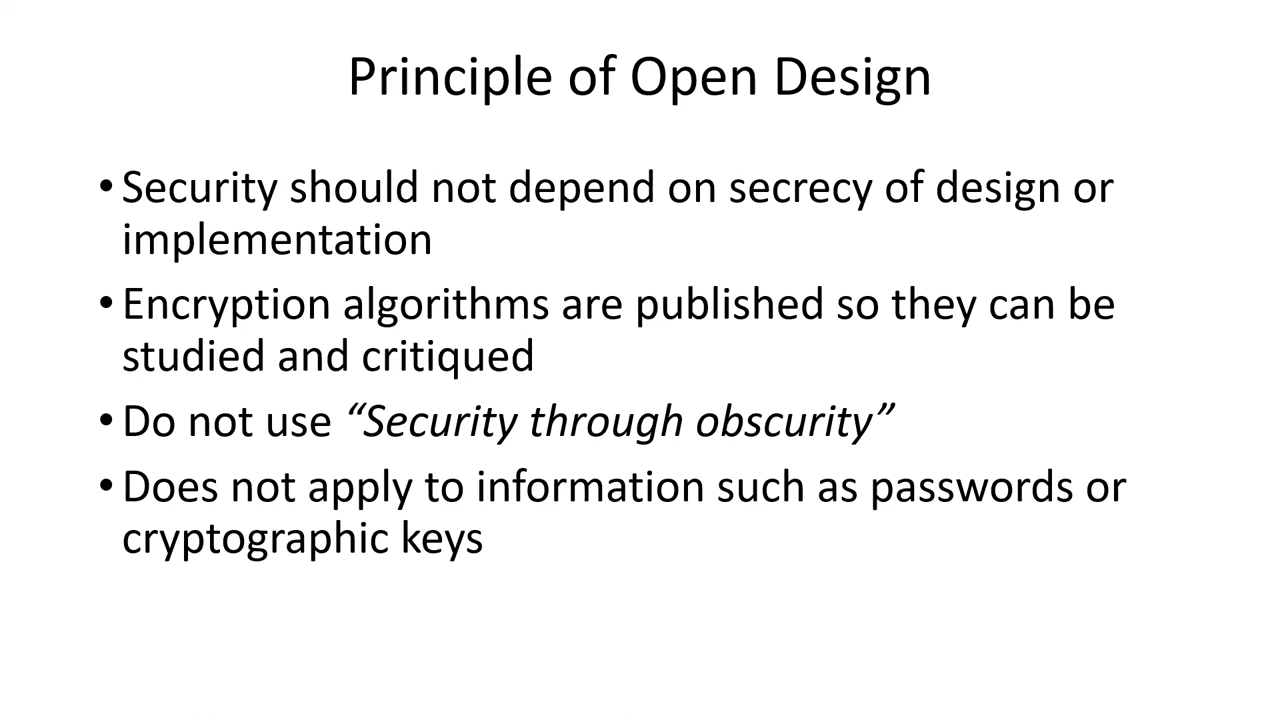 Principle of Open Design
•Security should not depend on secrecy of design or
implementation
•Encryption algorithms are published so they can be
studied and critiqued
•Do not use “Security through obscurity”
•Does not apply to information such as passwords or
cryptographic keys